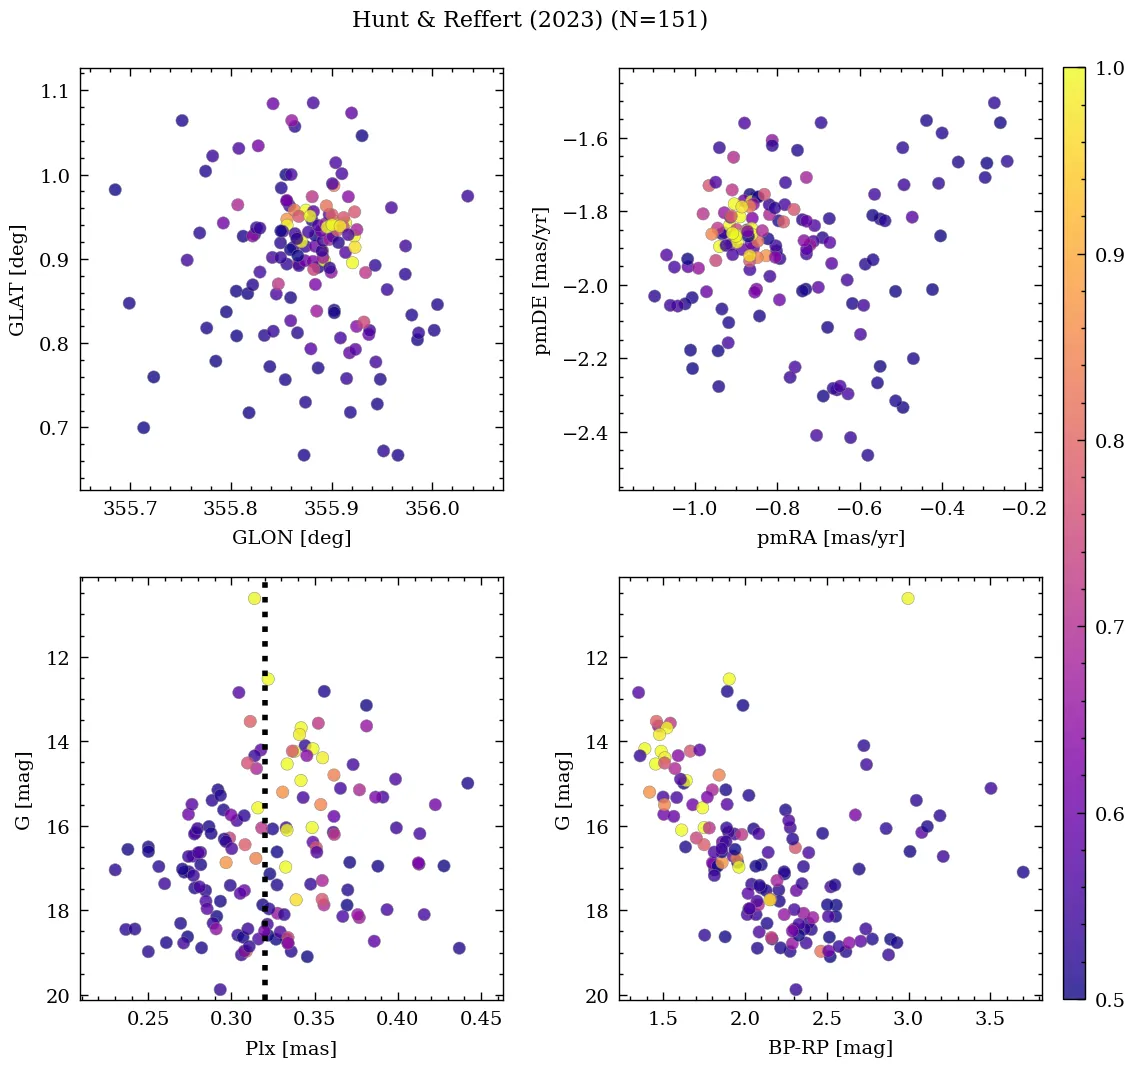 Hunt & Reffert (2023) (N=151)
1.1
1.0
0.9
0.8
0.7
GLAT [deg]
355.7 355.8 355.9 356.0
GLON [deg]
−1.6
−1.8
−2.0
−2.2
−2.4
pmDE [mas/yr]
−1.0 −0.8 −0.6 −0.4 −0.2
pmRA [mas/yr]
12
14
16
18
20
G [mag]
0.25 0.30 0.35 0.40 0.45
Plx [mas]
12
14
16
18
20
G [mag]
1.5 2.0 2.5 3.0 3.5
BP-RP [mag]
1.0
0.9
0.8
0.7
0.6
0.5